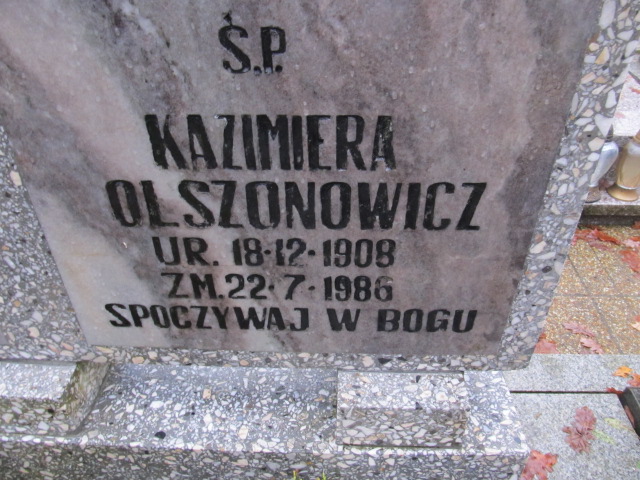 Ś.P.
KAZIMIERA
OLSZONOWICZ
UR. 18·12·1908
ZM. 22·7·1986
SPOCZYWAJ W BOGU